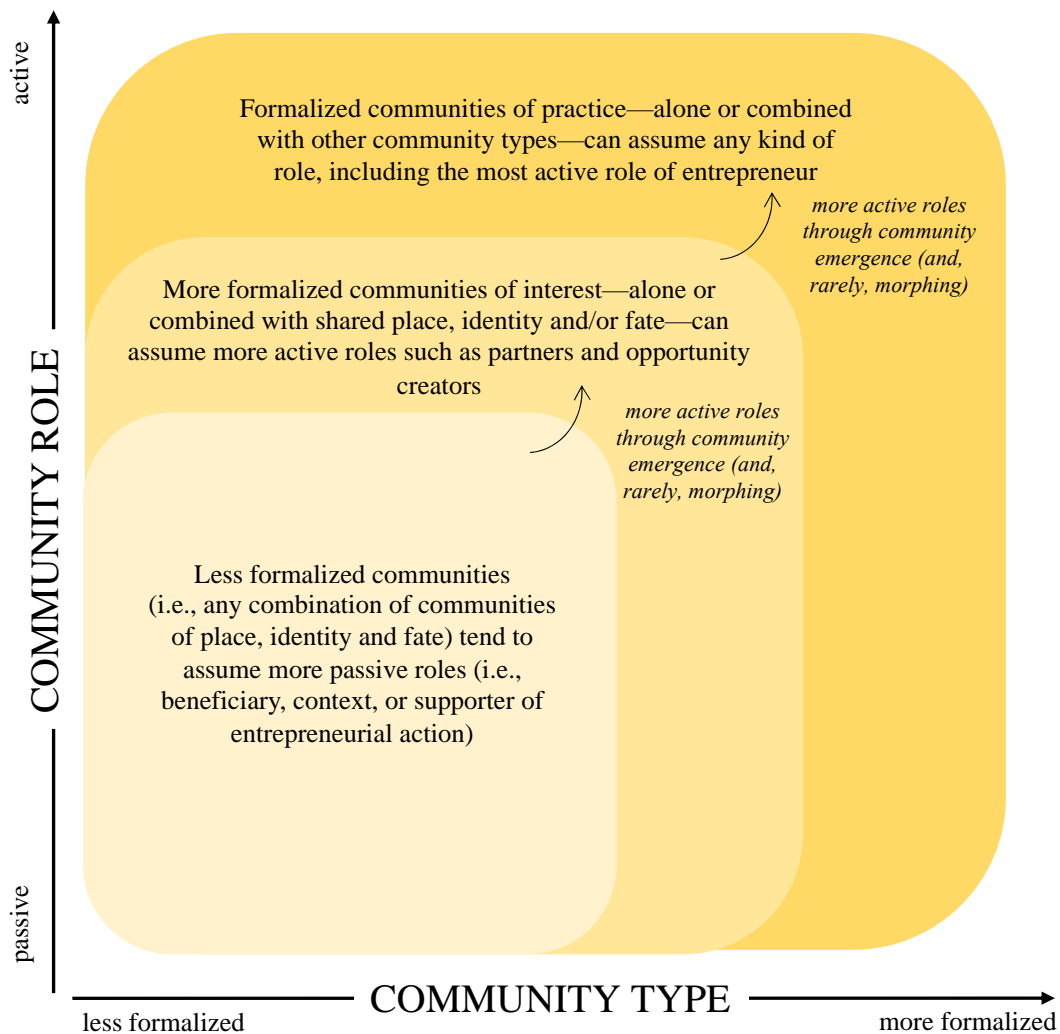 active
Formalized communities of practice—alone or combined
with other community types—can assume any kind of
role, including the most active role of entrepreneur
more active roles
through community
emergence (and,
rarely, morphing)
More formalized communities of interest—alone or
combined with shared place, identity and/or fate—can
assume more active roles such as partners and opportunity
creators
more active roles
through community
emergence (and,
rarely, morphing)
COMMUNITY ROLE
Less formalized communities
(i.e., any combination of communities
of place, identity and fate) tend to
assume more passive roles (i.e.,
beneficiary, context, or supporter of
entrepreneurial action)
passive
COMMUNITY TYPE
less formalized
more formalized